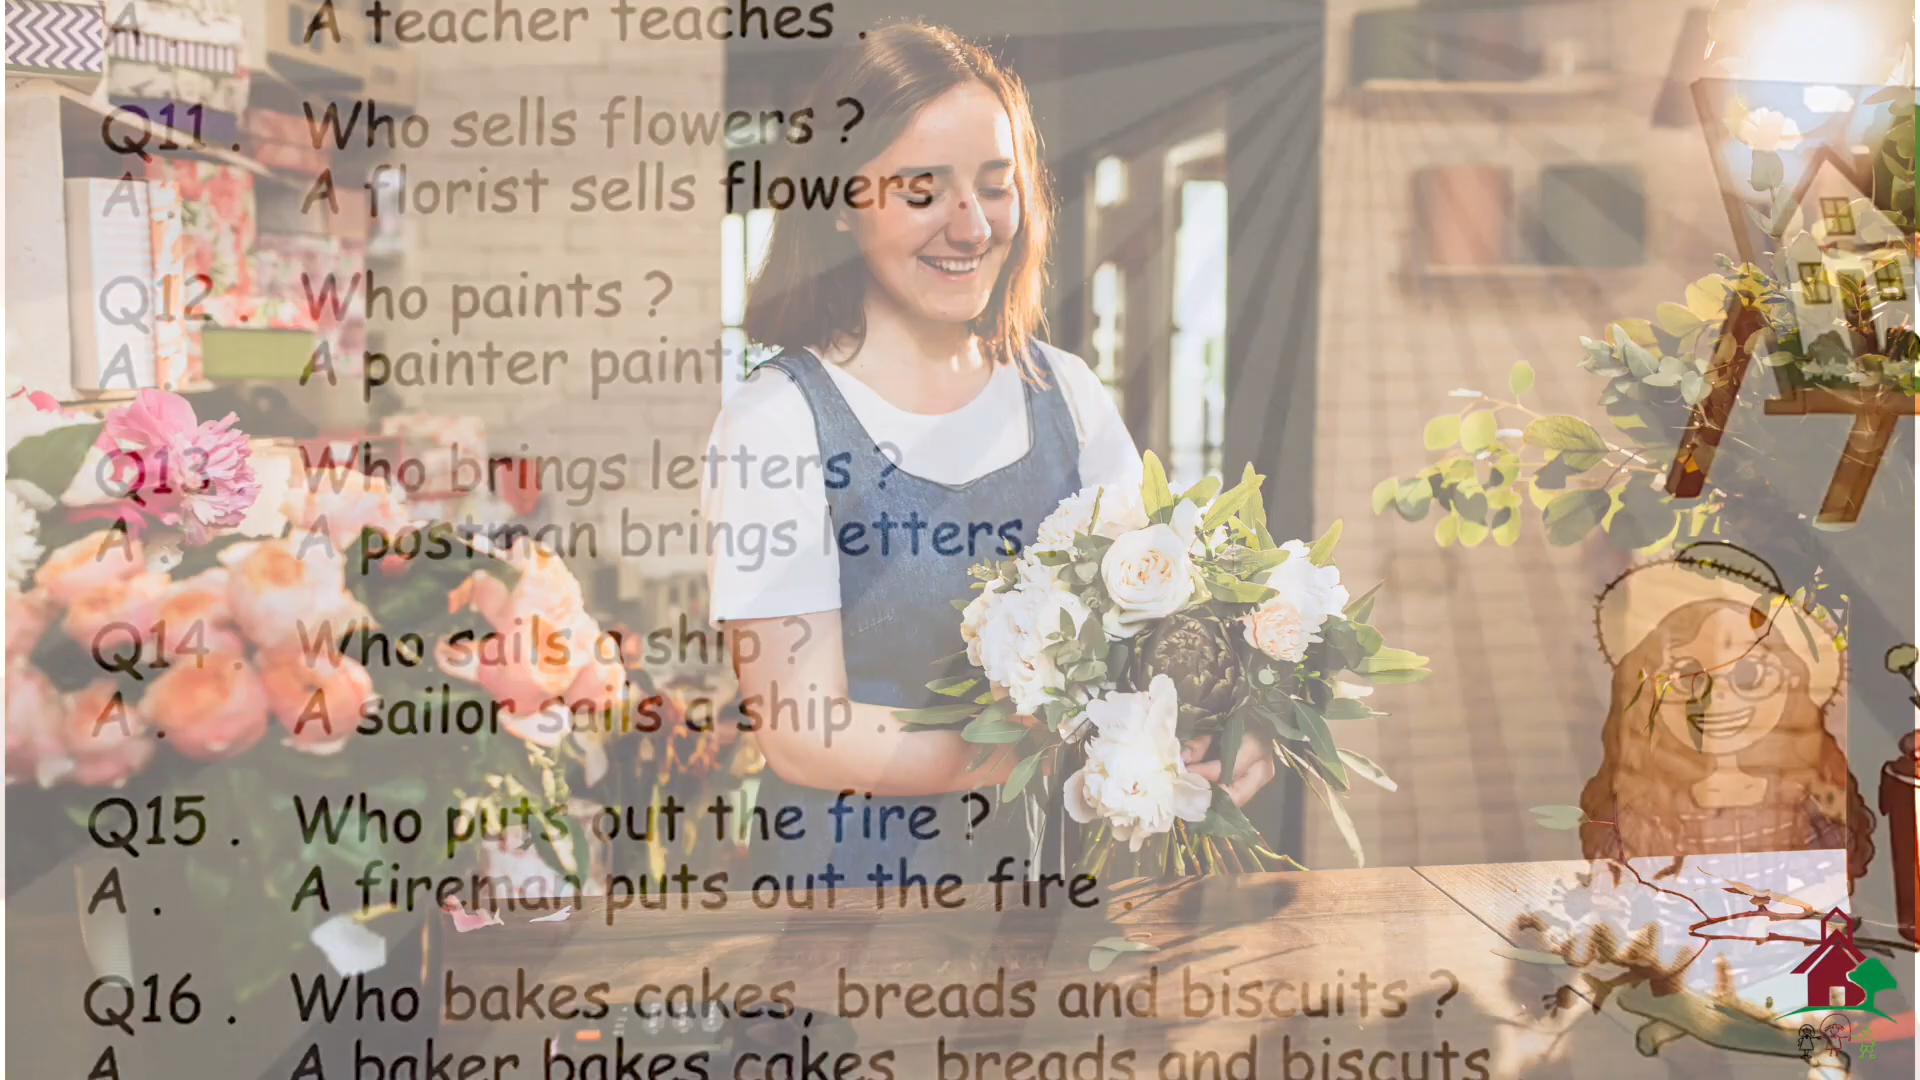 A . A teacher teaches .
Q11 . Who sells flowers ?
A . A florist sells flowers .
Q12 . Who paints ?
A . A painter paints .
Q13 . Who brings letters ?
A . A postman brings letters .
Q14 . Who sails a ship ?
A . A sailor sails a ship .
Q15 . Who puts out the fire ?
A . A fireman puts out the fire .
Q16 . Who bakes cakes, breads and biscuits ?
A . A baker bakes cakes, breads and biscuts